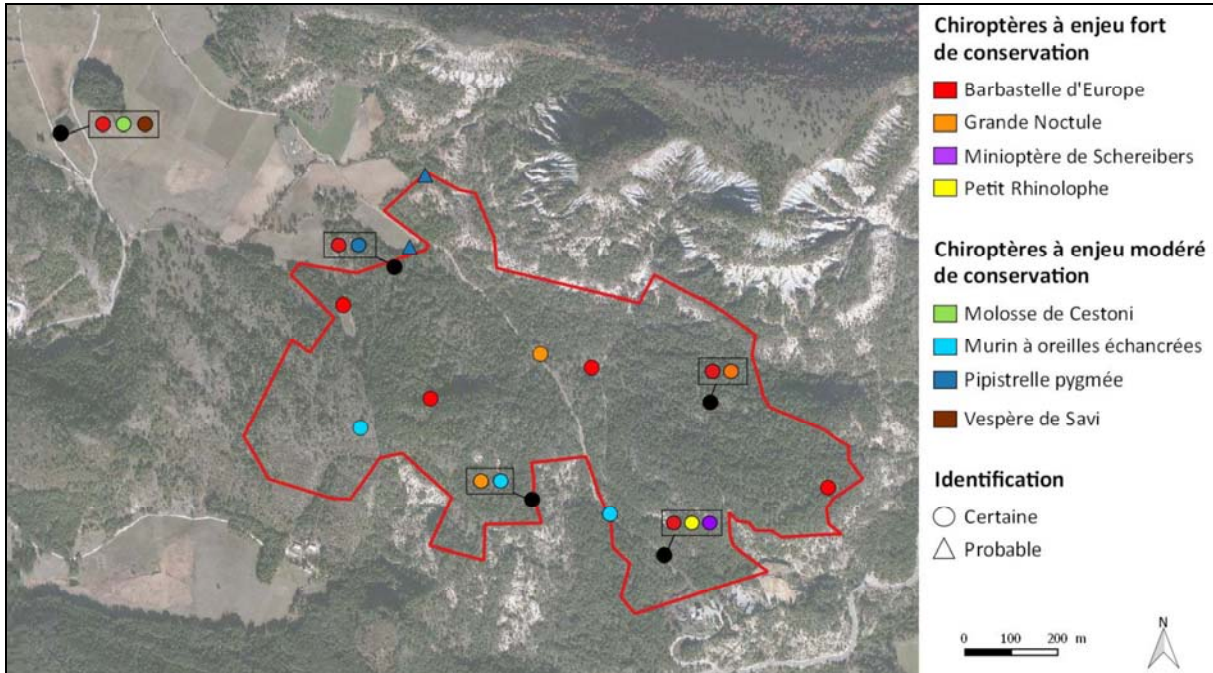 Chiroptères à enjeu fort
de conservation
Barbastelle d'Europe
Grande Noctule
Minioptère de Schereibers
Petit Rhinolophe
Chiroptères à enjeu modéré
de conservation
Molosse de Cestoni
Murin à oreilles échancrées
Pipistrelle pygmée
Vespère de Savi
Identification
Certaine
Probable
N
0 100 200 m